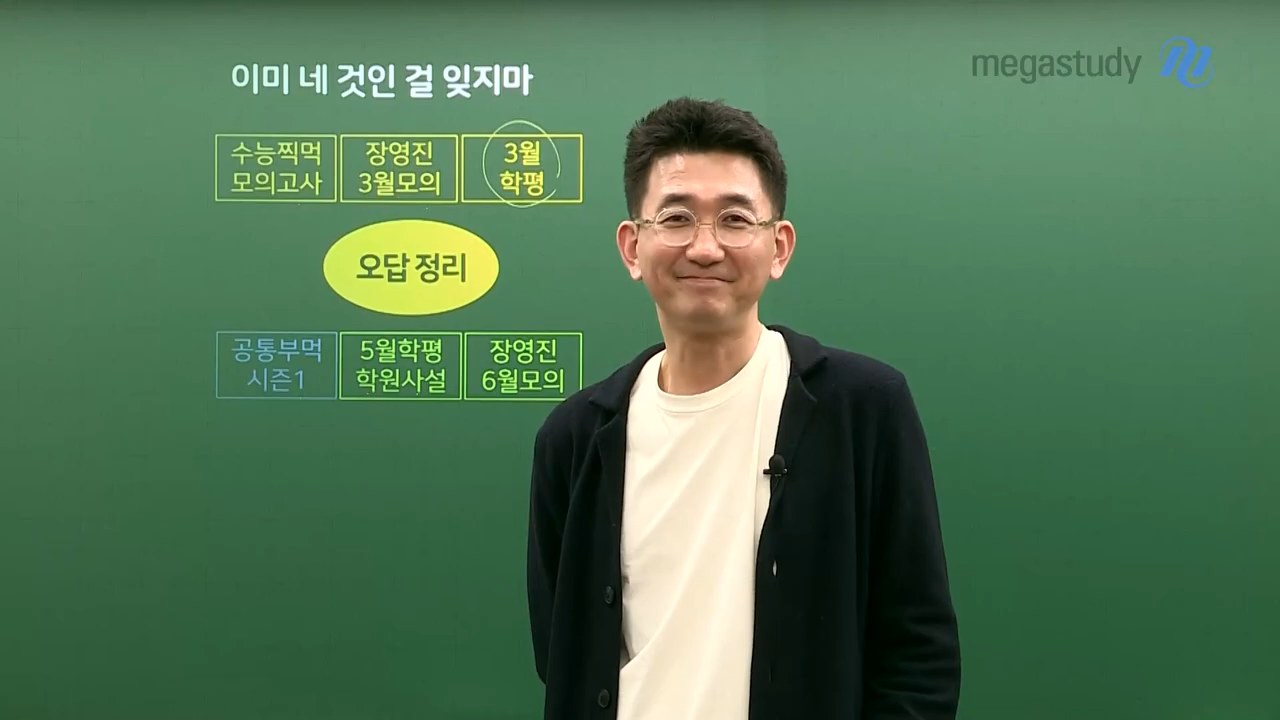 megastudy
이미 네 것인 걸 잊지마
수능찍먹
모의고사
장영진
3월모의
3월
학평
오답 정리
공통부먹
시즌1
5월학평
학원사설
장영진
6월모의